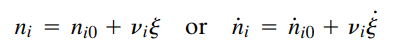 nᵢ = nᵢ₀ + νᵢξ or ṅᵢ = ṅᵢ₀ + νᵢξ̇